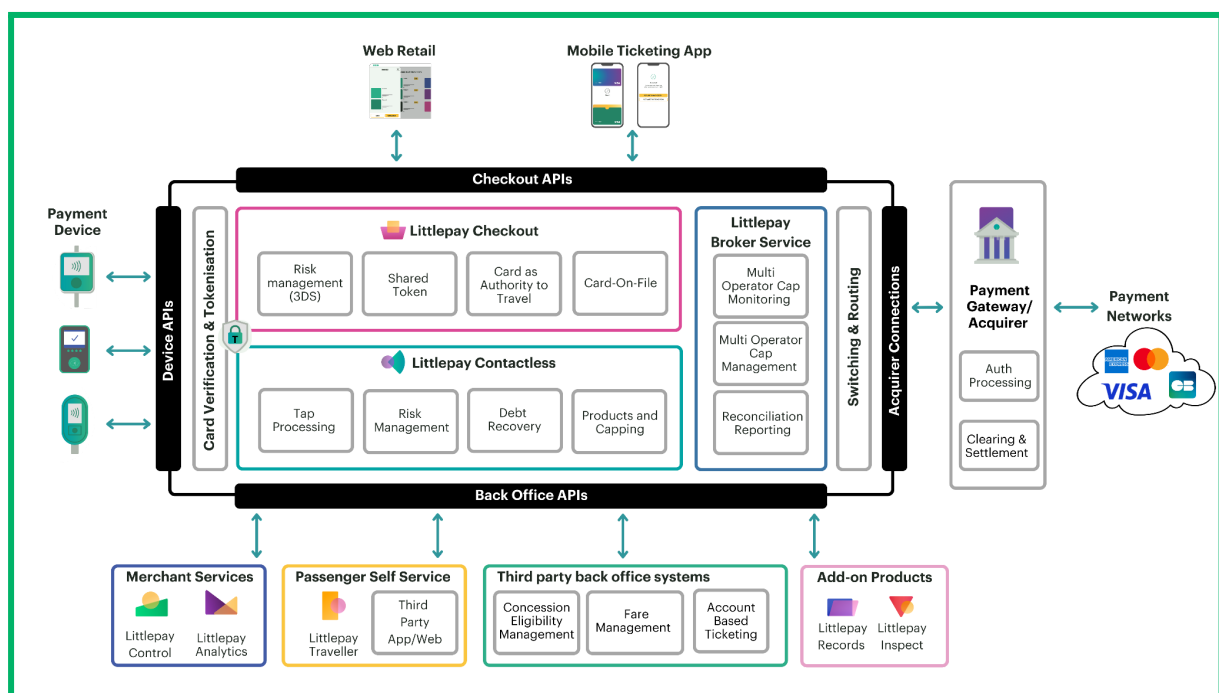 Web Retail
Mobile Ticketing App
Checkout APIs
Payment
Device
Device APIs
Card Verification & Tokenisation
T
Littlepay Checkout
Risk
management
(3DS)
Shared
Token
Card as
Authority to
Travel
Card-On-File
Littlepay Contactless
Tap
Processing
Risk
Management
Debt
Recovery
Products and
Capping
Littlepay
Broker Service
Multi
Operator Cap
Monitoring
Multi Operator
Cap
Management
Reconciliation
Reporting
Switching & Routing
Acquirer Connections
Payment
Gateway/
Acquirer
Auth
Processing
Clearing &
Settlement
Payment
Networks
AMERICAN
EXPRESS
VISA
CB
Back Office APIs
Merchant Services
Littlepay
Control
Littlepay
Analytics
Passenger Self Service
Littlepay
Traveller
Third
Party
App/Web
Third party back office systems
Concession
Eligibility
Management
Fare
Management
Account
Based
Ticketing
Add-on Products
Littlepay
Records
Littlepay
Inspect